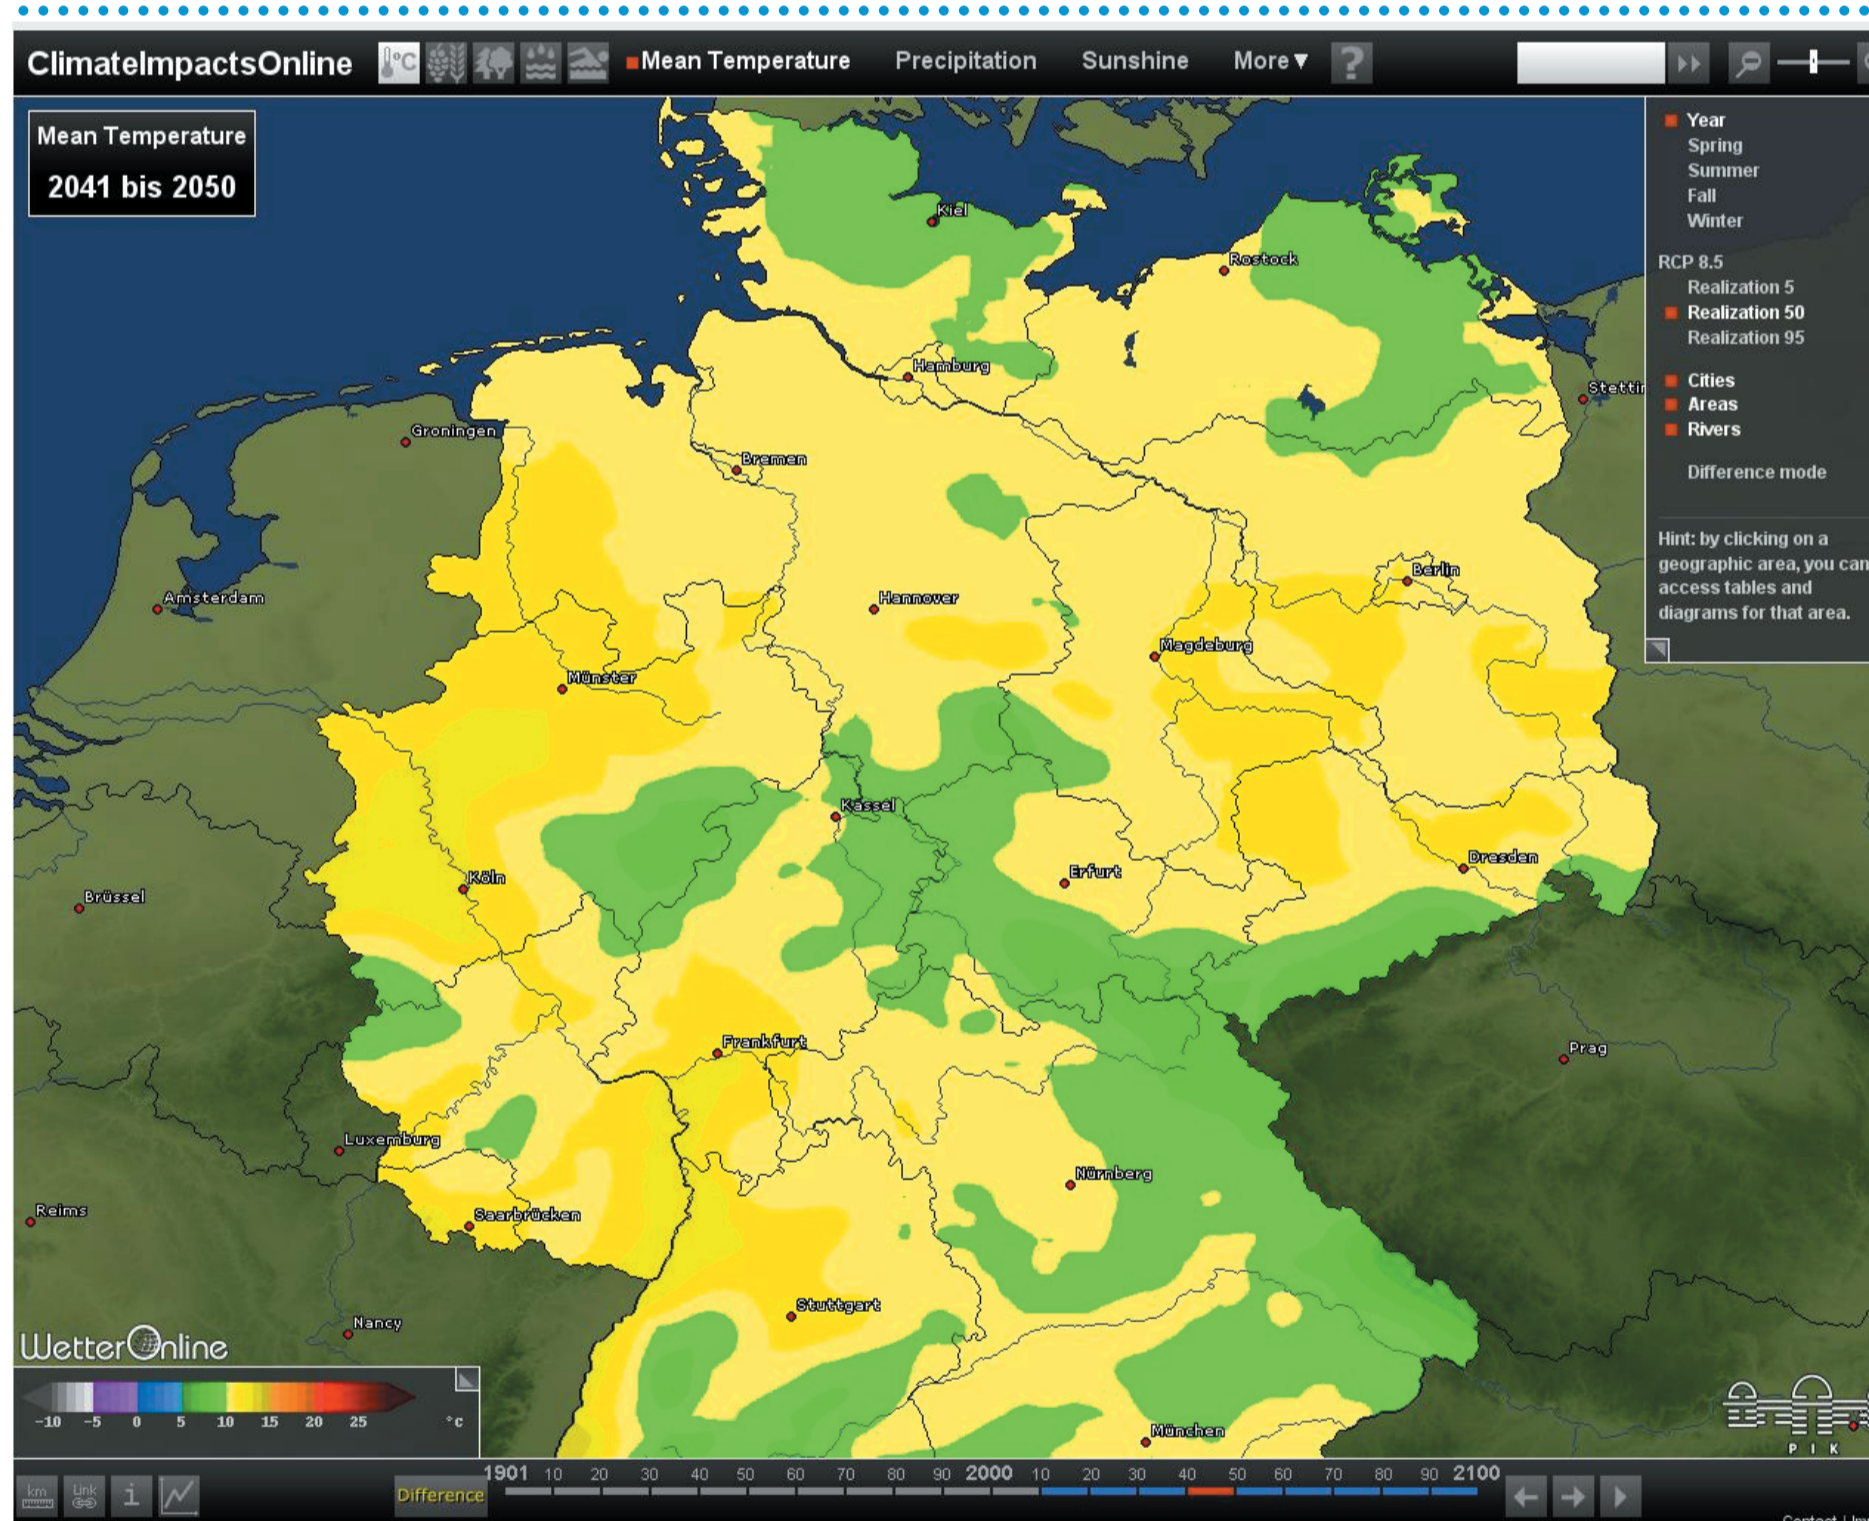 ClimateImpactsOnline
°C
Mean Temperature
Precipitation
Sunshine
More ▾
?
Mean Temperature
2041 bis 2050
Year
Spring
Summer
Fall
Winter
RCP 8.5
Realization 5
Realization 50
Realization 95
Cities
Areas
Rivers
Difference mode
Hint: by clicking on a
geographic area, you can
access tables and
diagrams for that area.
Kiel
Rostock
Hamburg
Stettin
Groningen
Bremen
Berlin
Amsterdam
Hannover
Magdeburg
Münster
Kassel
Dresden
Köln
Erfurt
Brüssel
Frankfurt
Prag
Luxemburg
Nürnberg
Reims
Saarbrücken
Stuttgart
Nancy
München
WetterOnline
-10 -5 0 5 10 15 20 25 °C
PIK
km
Link
i
Difference
1901 10 20 30 40 50 60 70 80 90 2000 10 20 30 40 50 60 70 80 90 2100